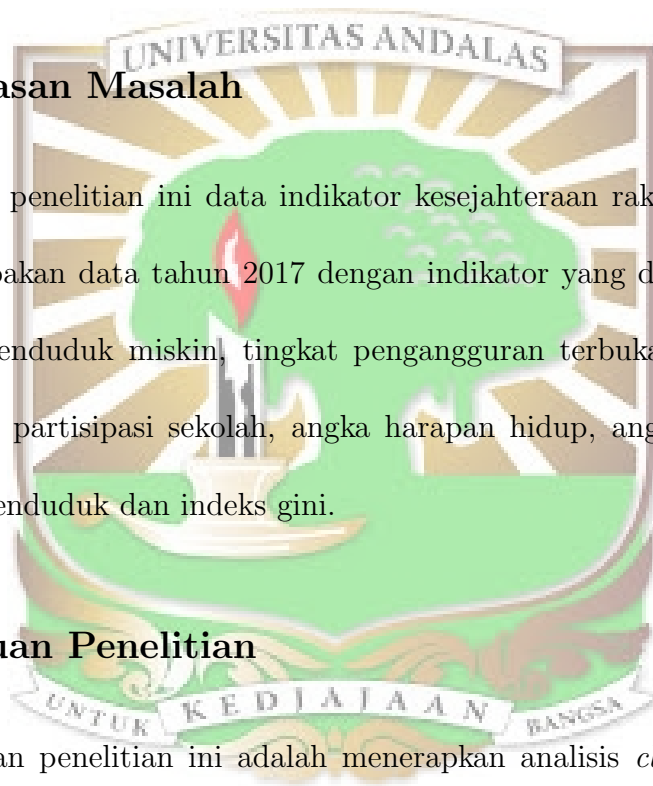 UNIVERSITAS ANDALAS
asan Masalah
penelitian ini data indikator kesejahteraan rak
akan data tahun 2017 dengan indikator yang d
enduduk miskin, tingkat pengangguran terbuka
partisipasi sekolah, angka harapan hidup, ang
enduduk dan indeks gini.
uan Penelitian
UNTUK KEDJAJAAN BANGSA
an penelitian ini adalah menerapkan analisis